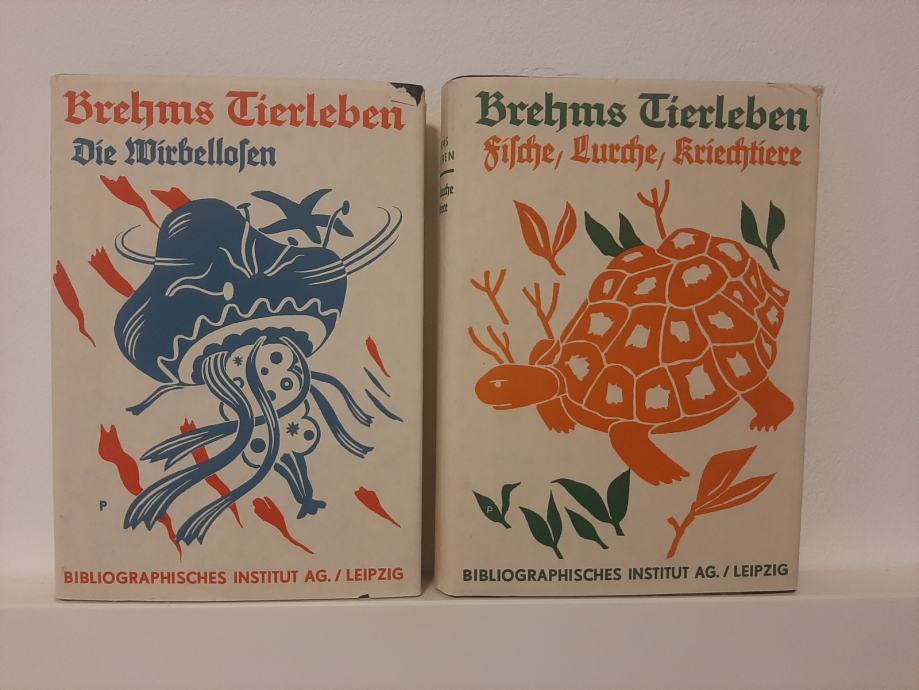 Brehms Tierleben
Die Wirbellosen
P
BIBLIOGRAPHISCHES INSTITUT AG. / LEIPZIG
Brehms Tierleben
Fische, Lurche, Kriechtiere
P
BIBLIOGRAPHISCHES INSTITUT AG. / LEIPZIG